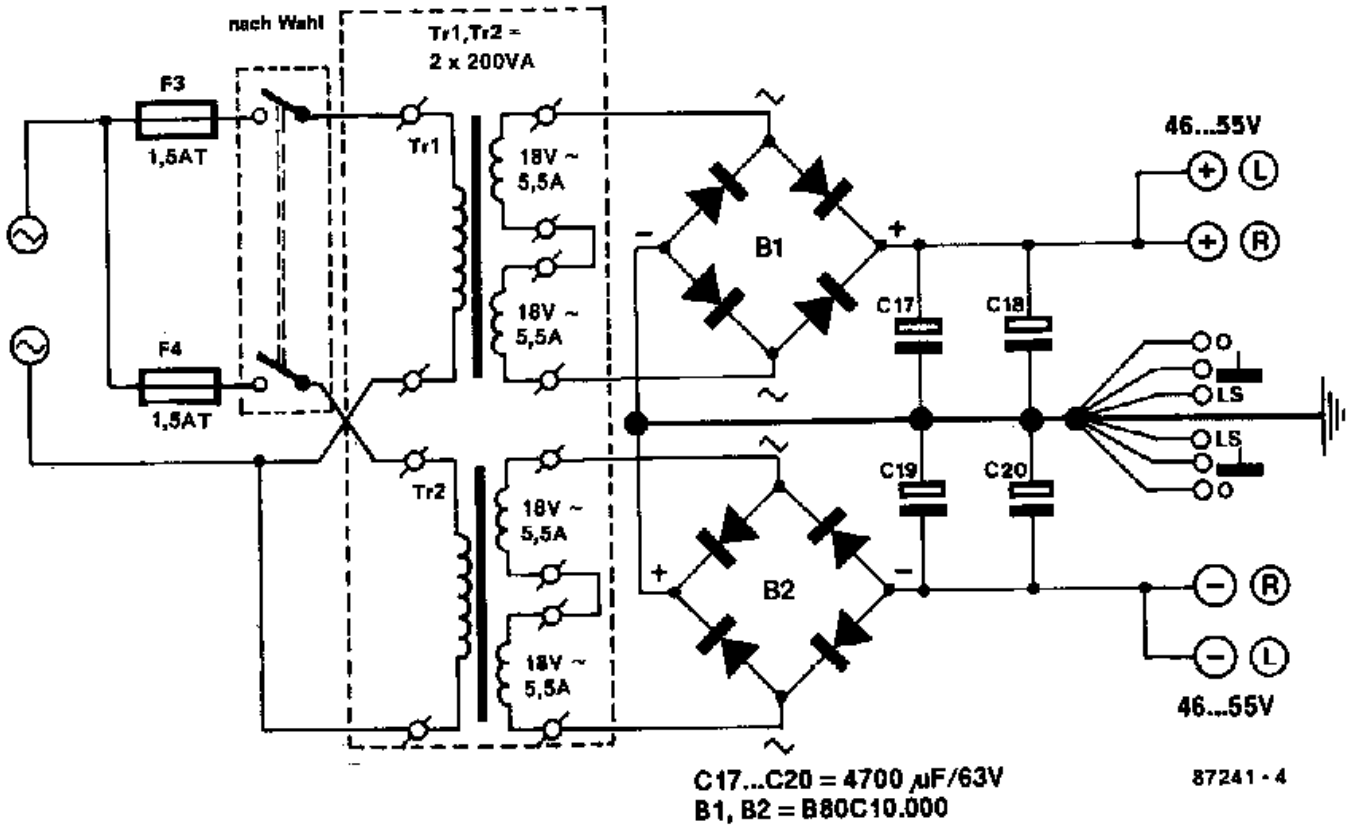 nach Wahl
Tr1,Tr2 =
2 x 200VA
F3
1,5AT
Tr1
18V ~
5,5A
18V ~
5,5A
~
B1
-
+
~
46...55V
+ L
+ R
C17
C18
O
LS
LS
O
F4
1,5AT
Tr2
18V ~
5,5A
18V ~
5,5A
~
B2
+
-
~
C19
C20
- R
- L
46...55V
C17...C20 = 4700 µF/63V
B1, B2 = B80C10.000
87241 - 4